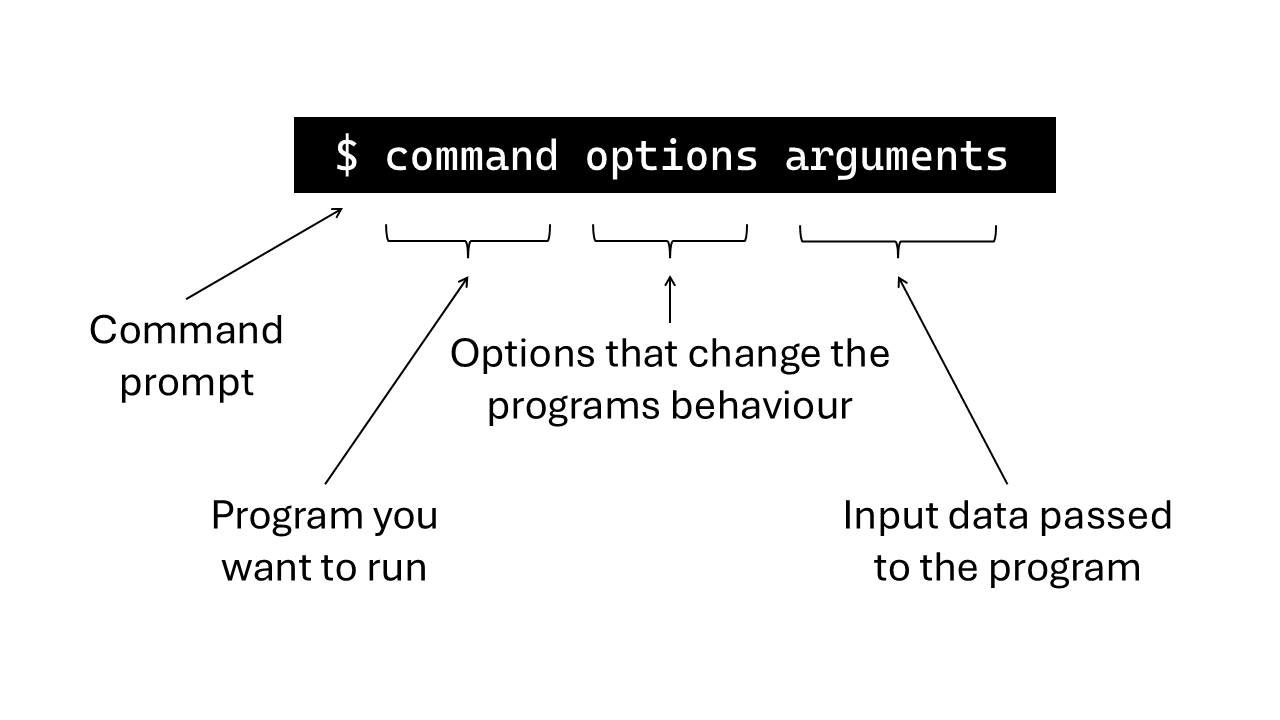 $ command options arguments
Command
prompt
Options that change the
programs behaviour
Program you
want to run
Input data passed
to the program